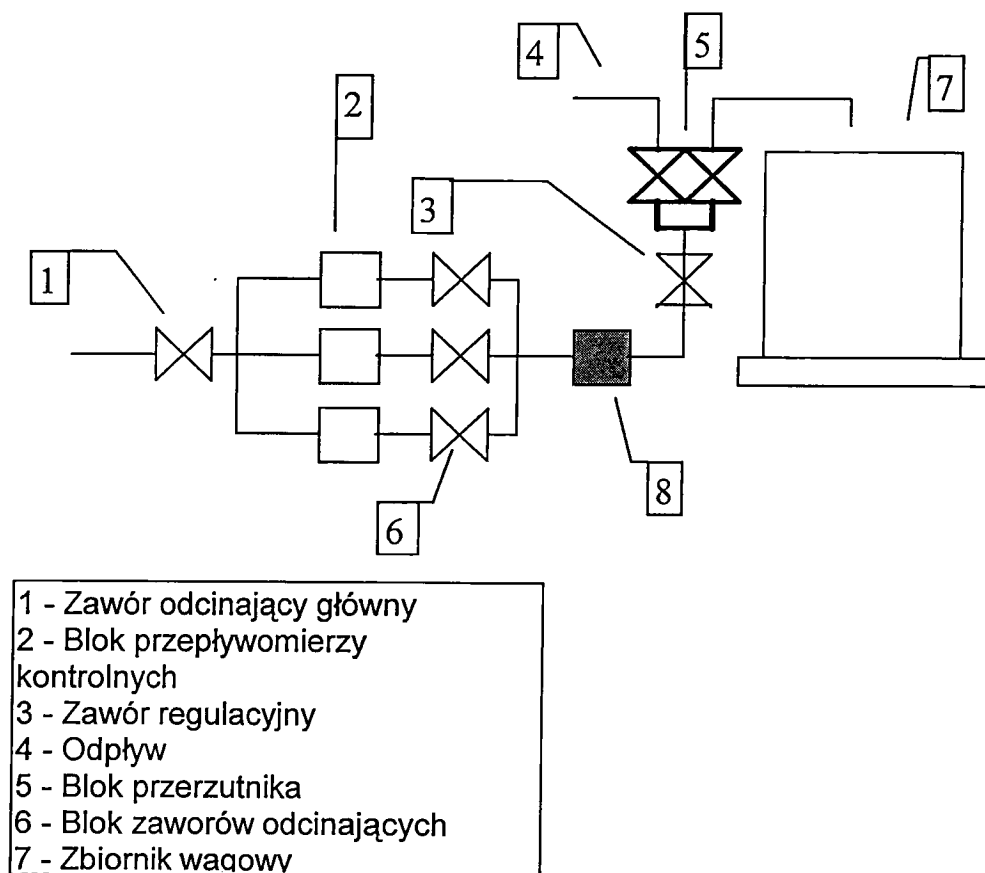 4
5
7
2
3
1
8
6
1 - Zawór odcinający główny
2 - Blok przepływomierzy
kontrolnych
3 - Zawór regulacyjny
4 - Odpływ
5 - Blok przerzutnika
6 - Blok zaworów odcinających
7 - Zbiornik wagowy